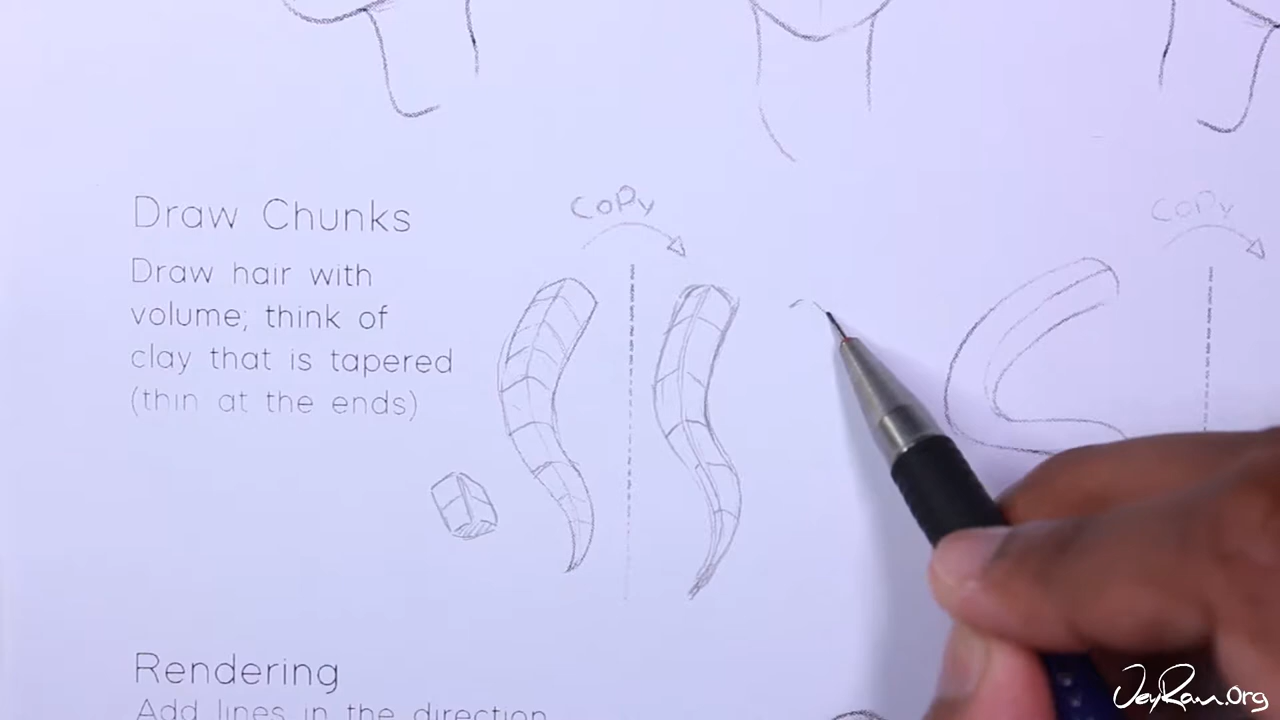 CoPy
CoPy
Draw Chunks
Draw hair with
volume; think of
clay that is tapered
(thin at the ends)
Rendering
Add lines in the direction
JeyRam.Org